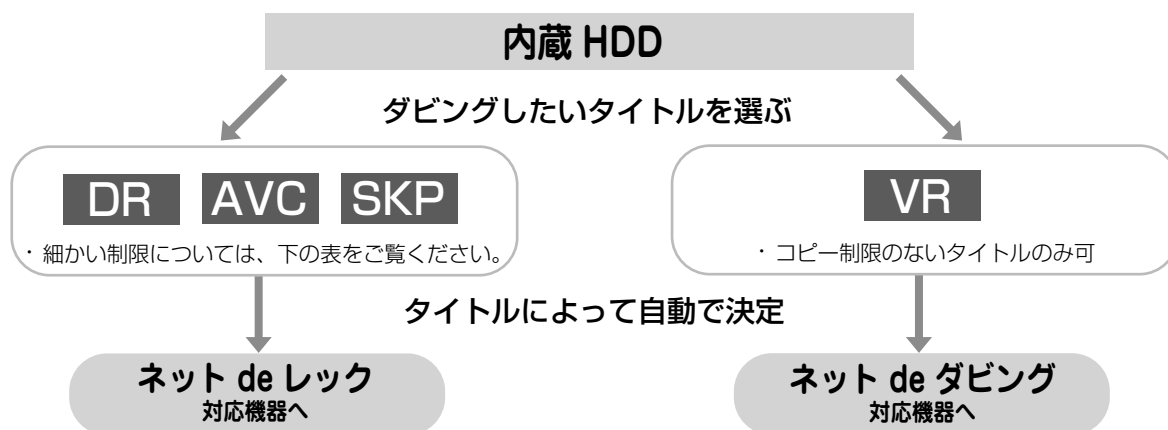 内蔵 HDD
ダビングしたいタイトルを選ぶ
DR AVC SKP
・細かい制限については、下の表をご覧ください。
VR
・コピー制限のないタイトルのみ可
タイトルによって自動で決定
ネット de レック
対応機器へ
ネット de ダビング
対応機器へ